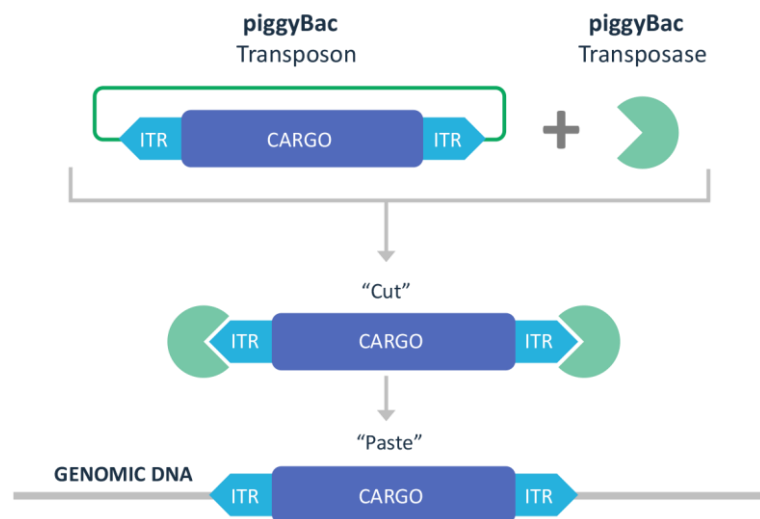 piggyBac
Transposon
piggyBac
Transposase
ITR
CARGO
ITR
“Cut”
ITR
CARGO
ITR
“Paste”
GENOMIC DNA
ITR
CARGO
ITR